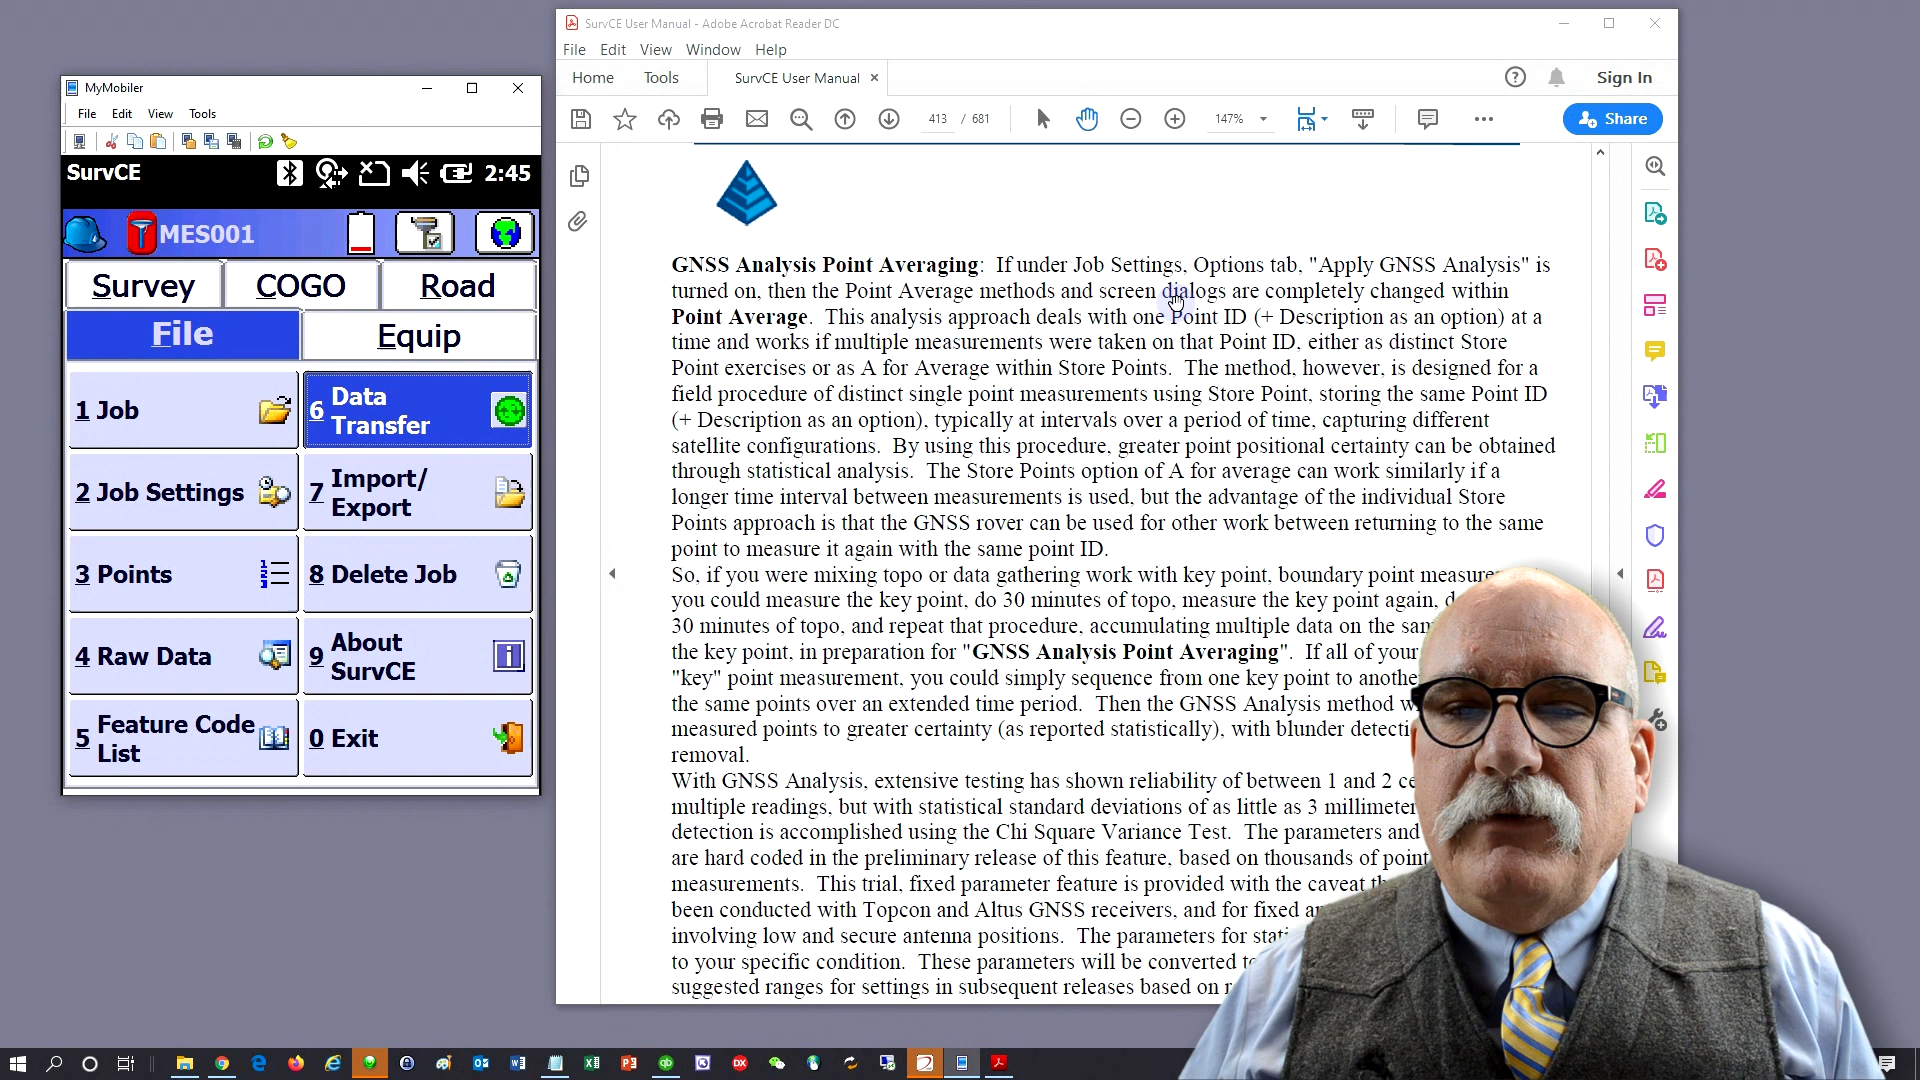 SurvCE User Manual - Adobe Acrobat Reader DC
File Edit View Window Help
Home Tools SurvCE User Manual × Sign In
413 / 681 147% Share
MyMobiler
File Edit View Tools
SurvCE 2:45
MES001
Survey COGO Road
File Equip
1 Job
6 Data Transfer
2 Job Settings
7 Import/ Export
3 Points
8 Delete Job
4 Raw Data
9 About SurvCE
5 Feature Code List
0 Exit
GNSS Analysis Point Averaging: If under Job Settings, Options tab, "Apply GNSS Analysis" is
turned on, then the Point Average methods and screen dialogs are completely changed within
Point Average. This analysis approach deals with one Point ID (+ Description as an option) at a
time and works if multiple measurements were taken on that Point ID, either as distinct Store
Point exercises or as A for Average within Store Points. The method, however, is designed for a
field procedure of distinct single point measurements using Store Point, storing the same Point ID
(+ Description as an option), typically at intervals over a period of time, capturing different
satellite configurations. By using this procedure, greater point positional certainty can be obtained
through statistical analysis. The Store Points option of A for average can work similarly if a
longer time interval between measurements is used, but the advantage of the individual Store
Points approach is that the GNSS rover can be used for other work between returning to the same
point to measure it again with the same point ID.
So, if you were mixing topo or data gathering work with key point, boundary point
you could measure the key point, do 30 minutes of topo, measure the key point again,
30 minutes of topo, and repeat that procedure, accumulating multiple data on the
the key point, in preparation for "GNSS Analysis Point Averaging". If all of your
"key" point measurement, you could simply sequence from one key point to
the same points over an extended time period. Then the GNSS Analysis method
measured points to greater certainty (as reported statistically), with blunder
removal.
With GNSS Analysis, extensive testing has shown reliability of between 1 and 2
multiple readings, but with statistical standard deviations of as little as 3
detection is accomplished using the Chi Square Variance Test. The parameters and
are hard coded in the preliminary release of this feature, based on thousands of point
measurements. This trial, fixed parameter feature is provided with the caveat
been conducted with Topcon and Altus GNSS receivers, and for fixed
involving low and secure antenna positions. The parameters for
to your specific condition. These parameters will be converted
suggested ranges for settings in subsequent releases based on